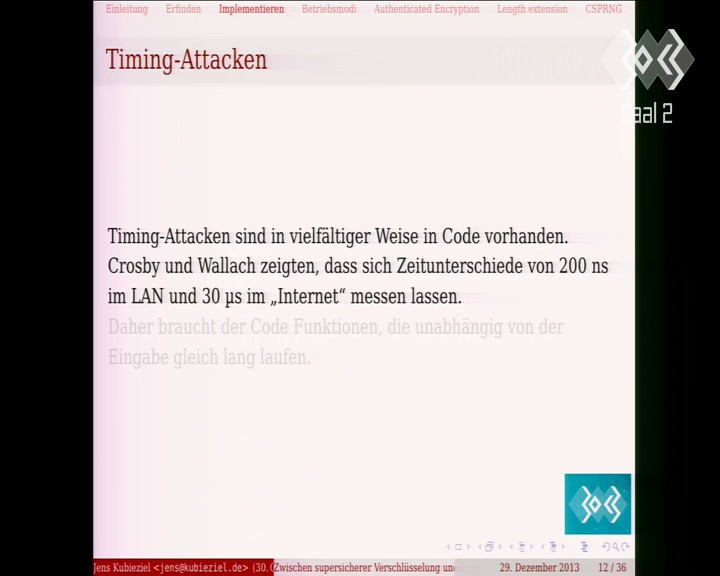 Einleitung Erfinden Implementieren Betriebsmodi Authenticated Encryption Length extension CSPRNG
Timing-Attacken
Saal 2
Timing-Attacken sind in vielfältiger Weise in Code vorhanden.
Crosby und Wallach zeigten, dass sich Zeitunterschiede von 200 ns
im LAN und 30 µs im „Internet“ messen lassen.
Daher braucht der Code Funktionen, die unabhängig von der
Eingabe gleich lang laufen.
Jens Kubieziel <jens@kubieziel.de> (30.C Zwischen supersicherer Verschlüsselung und 29. Dezember 2013 12 / 36